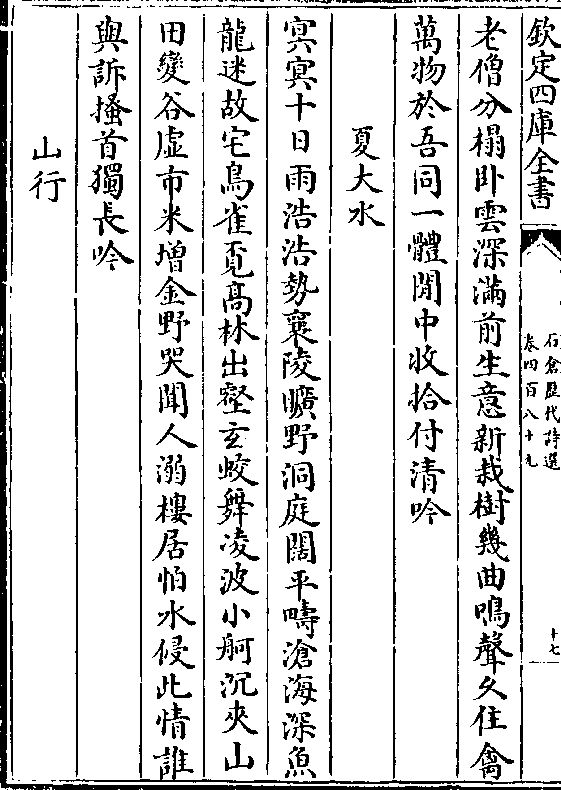 欽定四庫全書
石倉歷代詩選
卷四百八十九
十七
老僧分榻卧雲深滿前生意新栽樹幾曲鳴聲久住禽
萬物於吾同一體閒中收拾付清吟
夏大水
㝠㝠十日雨浩浩勢襄陵曠野洞庭闊平疇滄海深魚
龍迷故宅鳥雀覓髙林出壑玄蛟舞凌波小舸沉夾山
田變谷虛市米增金野哭聞人溺樓居怕水侵此情誰
與訴搔首獨長吟
山行